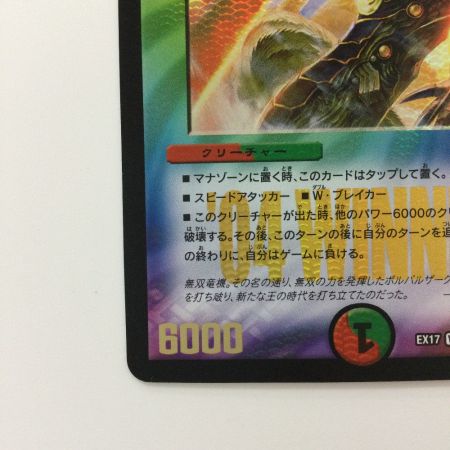 クリーチャー
■マナゾーンに置く時、このカードはタップして置く。
■スピードアタッカー ■W・ブレイカー
■このクリーチャーが出た時、他のパワー6000のク
破壊する。その後、このターンの後に自分のターンを追
の終わりに、自分はゲームに負ける。
WINN
無双竜機。その名の通り、無双の力を発揮したボルバルザーク
を打ち破り、新たな王の時代を打ち立てたのだった。
6000
1
EX17